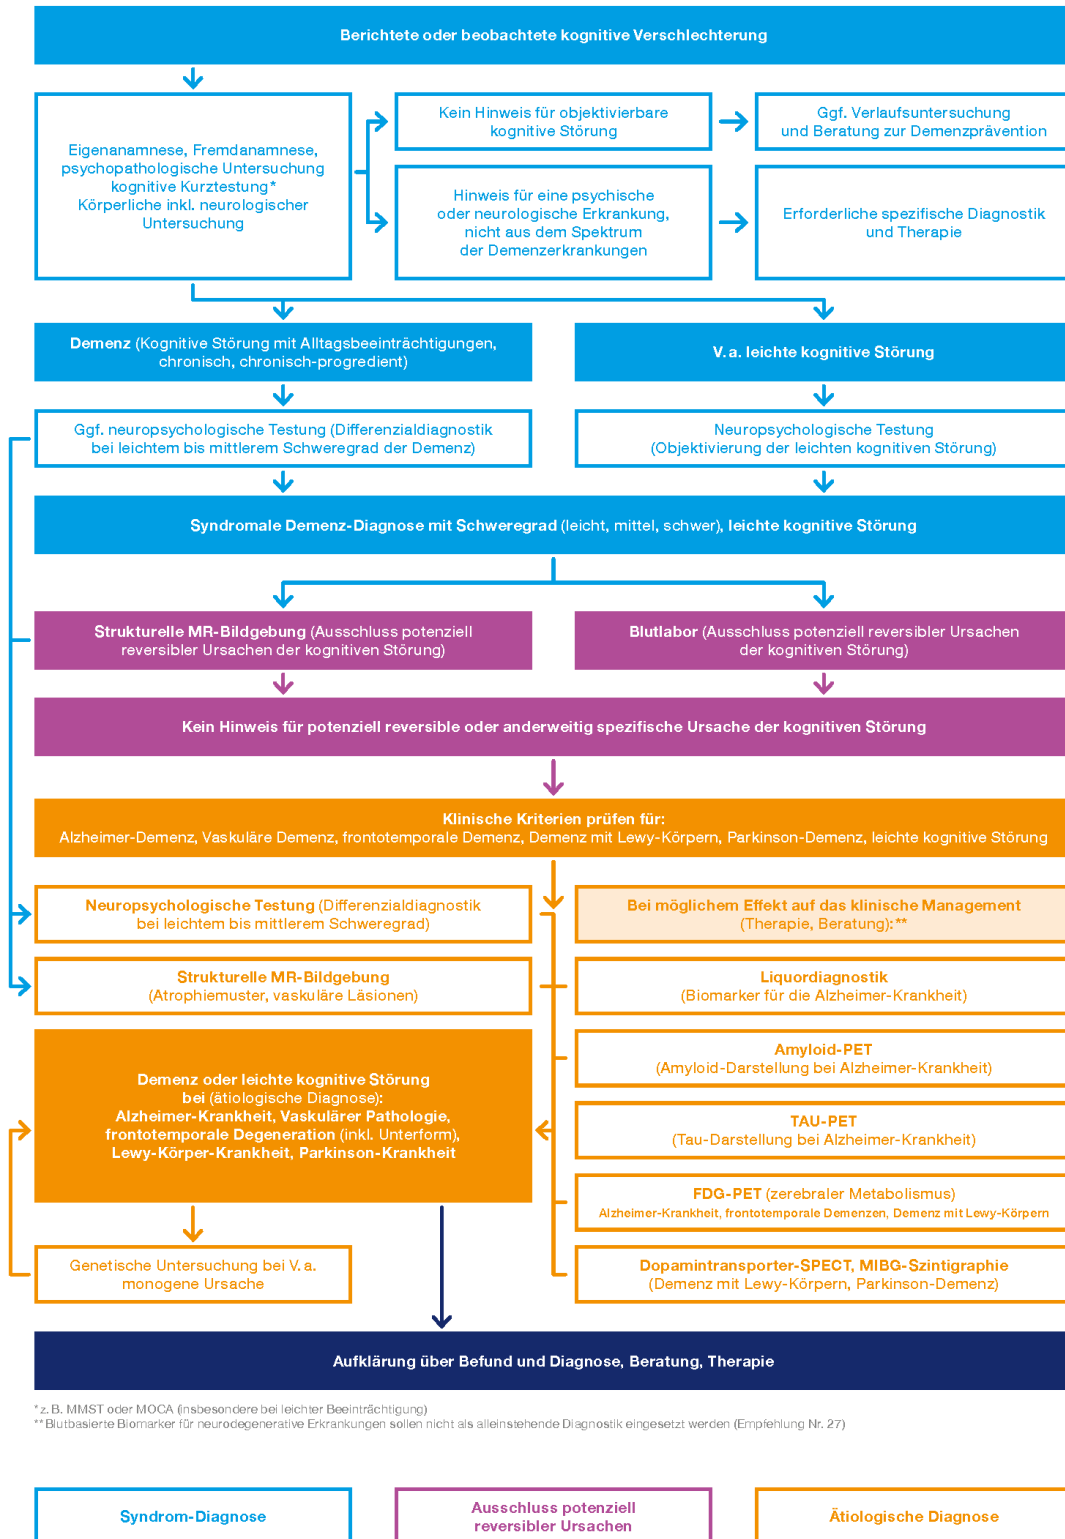 Berichtete oder beobachtete kognitive Verschlechterung
Eigenanamnese, Fremdanamnese,
psychopathologische Untersuchung
kognitive Kurztestung*
Körperliche inkl. neurologischer
Untersuchung
Kein Hinweis für objektivierbare
kognitive Störung
Ggf. Verlaufsuntersuchung
und Beratung zur Demenzprävention
Hinweis für eine psychische
oder neurologische Erkrankung,
nicht aus dem Spektrum
der Demenzerkrankungen
Erforderliche spezifische Diagnostik
und Therapie
Demenz (Kognitive Störung mit Alltagsbeeinträchtigungen,
chronisch, chronisch-progredient)
V. a. leichte kognitive Störung
Ggf. neuropsychologische Testung (Differenzialdiagnostik
bei leichtem bis mittlerem Schweregrad der Demenz)
Neuropsychologische Testung
(Objektivierung der leichten kognitiven Störung)
Syndromale Demenz-Diagnose mit Schweregrad (leicht, mittel, schwer), leichte kognitive Störung
Strukturelle MR-Bildgebung (Ausschluss potenziell
reversibler Ursachen der kognitiven Störung)
Blutlabor (Ausschluss potenziell reversibler Ursachen
der kognitiven Störung)
Kein Hinweis für potenziell reversible oder anderweitig spezifische Ursache der kognitiven Störung
Klinische Kriterien prüfen für:
Alzheimer-Demenz, Vaskuläre Demenz, frontotemporale Demenz, Demenz mit Lewy-Körpern, Parkinson-Demenz, leichte kognitive Störung
Neuropsychologische Testung (Differenzialdiagnostik
bei leichtem bis mittlerem Schweregrad)
Bei möglichem Effekt auf das klinische Management
(Therapie, Beratung):**
Strukturelle MR-Bildgebung
(Atrophiemuster, vaskuläre Läsionen)
Liquordiagnostik
(Biomarker für die Alzheimer-Krankheit)
Demenz oder leichte kognitive Störung
bei (ätiologische Diagnose):
Alzheimer-Krankheit, Vaskulärer Pathologie,
frontotemporale Degeneration (inkl. Unterform),
Lewy-Körper-Krankheit, Parkinson-Krankheit
Amyloid-PET
(Amyloid-Darstellung bei Alzheimer-Krankheit)
TAU-PET
(Tau-Darstellung bei Alzheimer-Krankheit)
FDG-PET (zerebraler Metabolismus)
Alzheimer-Krankheit, frontotemporale Demenzen, Demenz mit Lewy-Körpern
Genetische Untersuchung bei V. a.
monogene Ursache
Dopamintransporter-SPECT, MIBG-Szintigraphie
(Demenz mit Lewy-Körpern, Parkinson-Demenz)
Aufklärung über Befund und Diagnose, Beratung, Therapie
*z. B. MMST oder MOCA (insbesondere bei leichter Beeinträchtigung)
**Blutbasierte Biomarker für neurodegenerative Erkrankungen sollen nicht als alleinstehende Diagnostik eingesetzt werden (Empfehlung Nr. 27)
Syndrom-Diagnose
Ausschluss potenziell
reversibler Ursachen
Ätiologische Diagnose